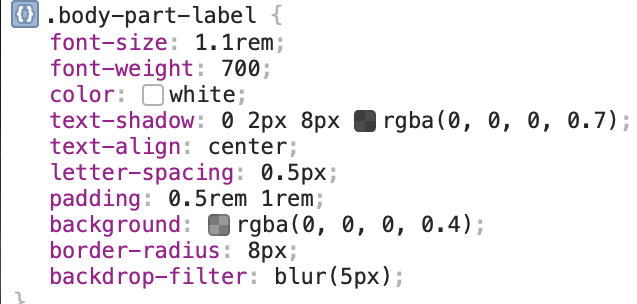 {} .body-part-label {
font-size: 1.1rem;
font-weight: 700;
color: white;
text-shadow: 0 2px 8px rgba(0, 0, 0, 0.7);
text-align: center;
letter-spacing: 0.5px;
padding: 0.5rem 1rem;
background: rgba(0, 0, 0, 0.4);
border-radius: 8px;
backdrop-filter: blur(5px);
}